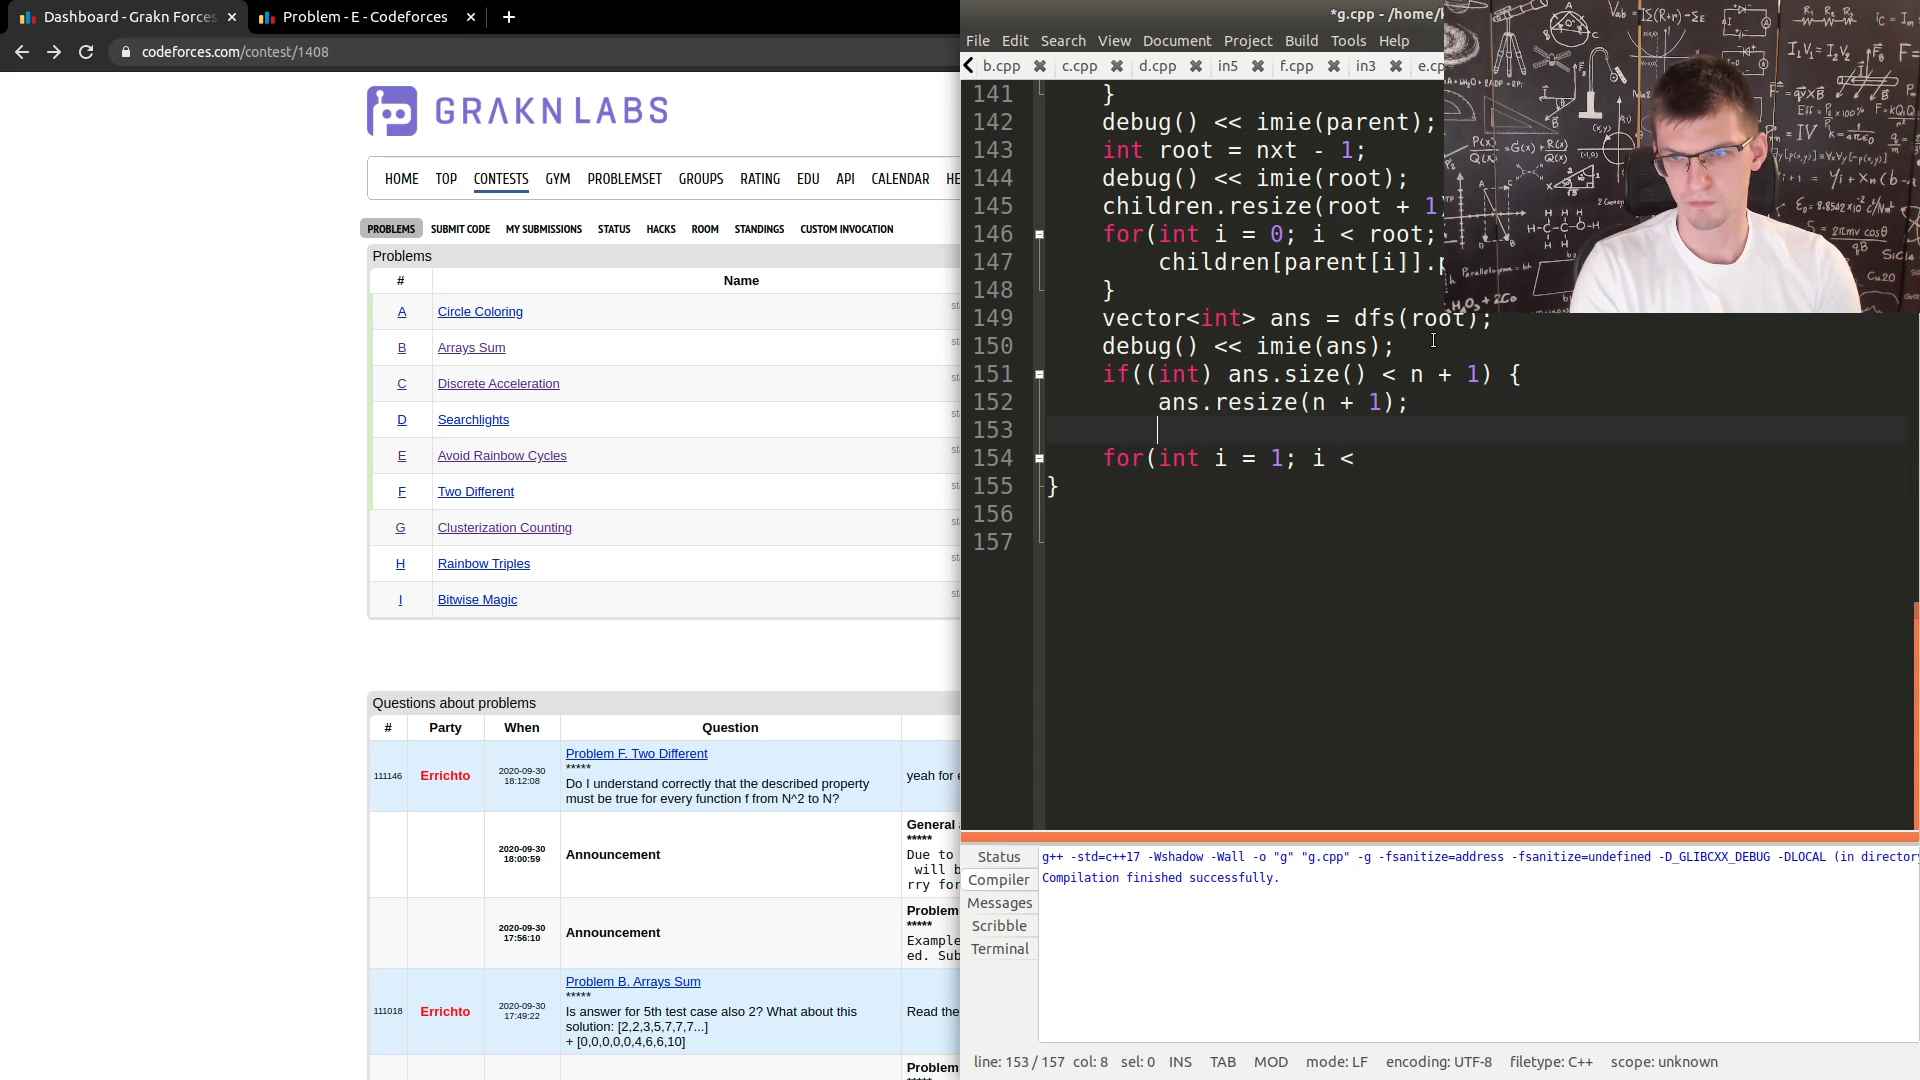 Dashboard - Grakn Forces
Problem - E - Codeforces
codeforces.com/contest/1408
GRAKN LABS
HOME TOP CONTESTS GYM PROBLEMSET GROUPS RATING EDU API CALENDAR HE
PROBLEMS SUBMIT CODE MY SUBMISSIONS STATUS HACKS ROOM STANDINGS CUSTOM INVOCATION
Problems
# Name
A Circle Coloring
B Arrays Sum
C Discrete Acceleration
D Searchlights
E Avoid Rainbow Cycles
F Two Different
G Clusterization Counting
H Rainbow Triples
I Bitwise Magic
Questions about problems
# Party When Question
111146 Errichto 2020-09-30 18:12:08
Problem F. Two Different
*****
Do I understand correctly that the described property
must be true for every function f from N^2 to N?
yeah for e
2020-09-30 18:00:59
Announcement
General
*****
Due to
will b
rry for
2020-09-30 17:56:10
Announcement
Problem
*****
Example
ed. Sub
111018 Errichto 2020-09-30 17:49:22
Problem B. Arrays Sum
*****
Is answer for 5th test case also 2? What about this
solution: [2,2,3,5,7,7,7...]
+ [0,0,0,0,0,4,6,6,10]
Read the
Problem
*g.cpp - /home/k
File Edit Search View Document Project Build Tools Help
b.cpp c.cpp d.cpp in5 f.cpp in3 e.cp
141 }
142 debug() << imie(parent);
143 int root = nxt - 1;
144 debug() << imie(root);
145 children.resize(root + 1
146 for(int i = 0; i < root;
147 children[parent[i]].p
148 }
149 vector<int> ans = dfs(root);
150 debug() << imie(ans);
151 if((int) ans.size() < n + 1) {
152 ans.resize(n + 1);
153
154 for(int i = 1; i <
155 }
156
157
Status
Compiler
Messages
Scribble
Terminal
g++ -std=c++17 -Wshadow -Wall -o "g" "g.cpp" -g -fsanitize=address -fsanitize=undefined -D_GLIBCXX_DEBUG -DLOCAL (in directory
Compilation finished successfully.
line: 153 / 157 col: 8 sel: 0 INS TAB MOD mode: LF encoding: UTF-8 filetype: C++ scope: unknown